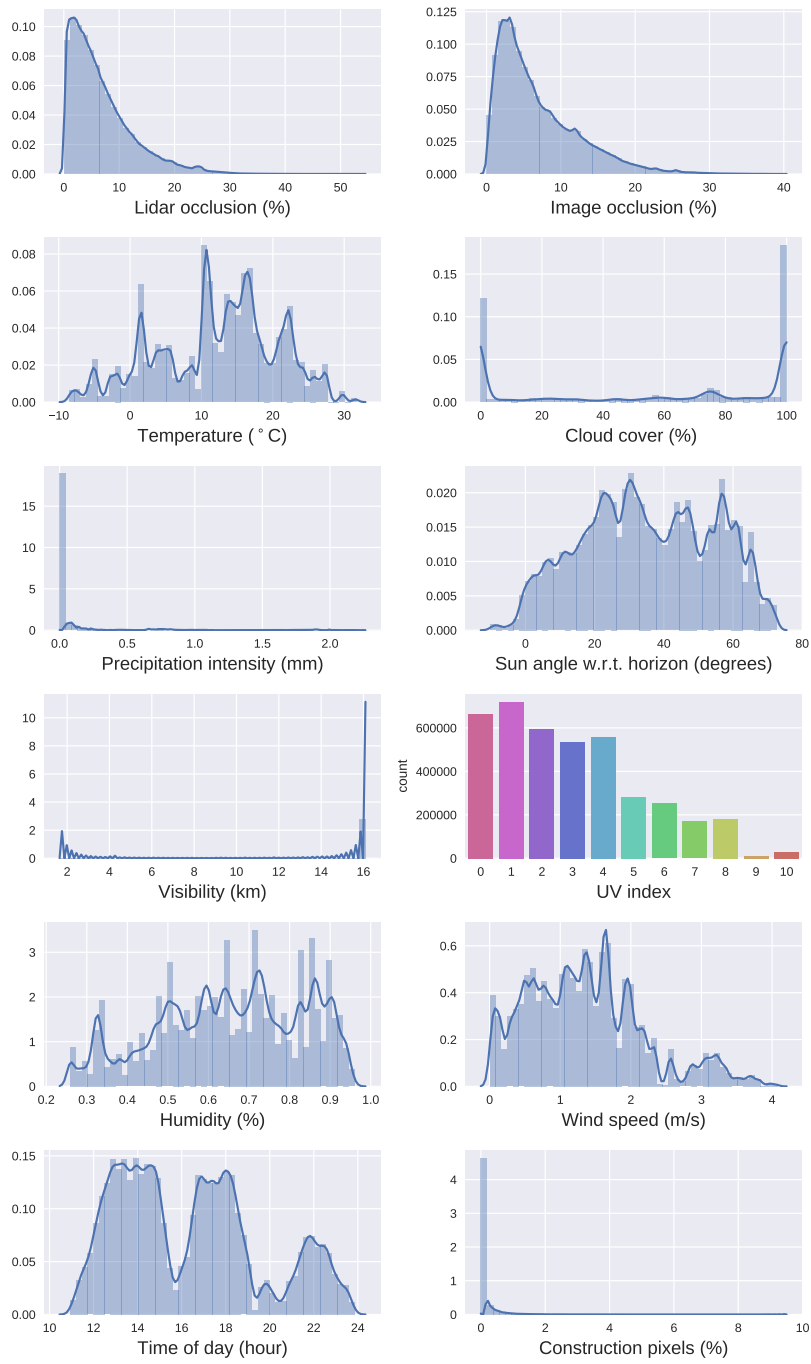 0.10
0.08
0.06
0.04
0.02
0.00
0 10 20 30 40 50
Lidar occlusion (%)
0.125
0.100
0.075
0.050
0.025
0.000
0 10 20 30 40
Image occlusion (%)
0.08
0.06
0.04
0.02
0.00
−10 0 10 20 30
Temperature (°C)
0.15
0.10
0.05
0.00
0 20 40 60 80 100
Cloud cover (%)
15
10
5
0
0.0 0.5 1.0 1.5 2.0
Precipitation intensity (mm)
0.020
0.015
0.010
0.005
0.000
0 20 40 60 80
Sun angle w.r.t. horizon (degrees)
10
8
6
4
2
0
2 4 6 8 10 12 14 16
Visibility (km)
count
600000
400000
200000
0
0 1 2 3 4 5 6 7 8 9 10
UV index
3
2
1
0
0.2 0.3 0.4 0.5 0.6 0.7 0.8 0.9 1.0
Humidity (%)
0.6
0.4
0.2
0.0
0 1 2 3 4
Wind speed (m/s)
0.15
0.10
0.05
0.00
10 12 14 16 18 20 22 24
Time of day (hour)
4
3
2
1
0
0 2 4 6 8 10
Construction pixels (%)